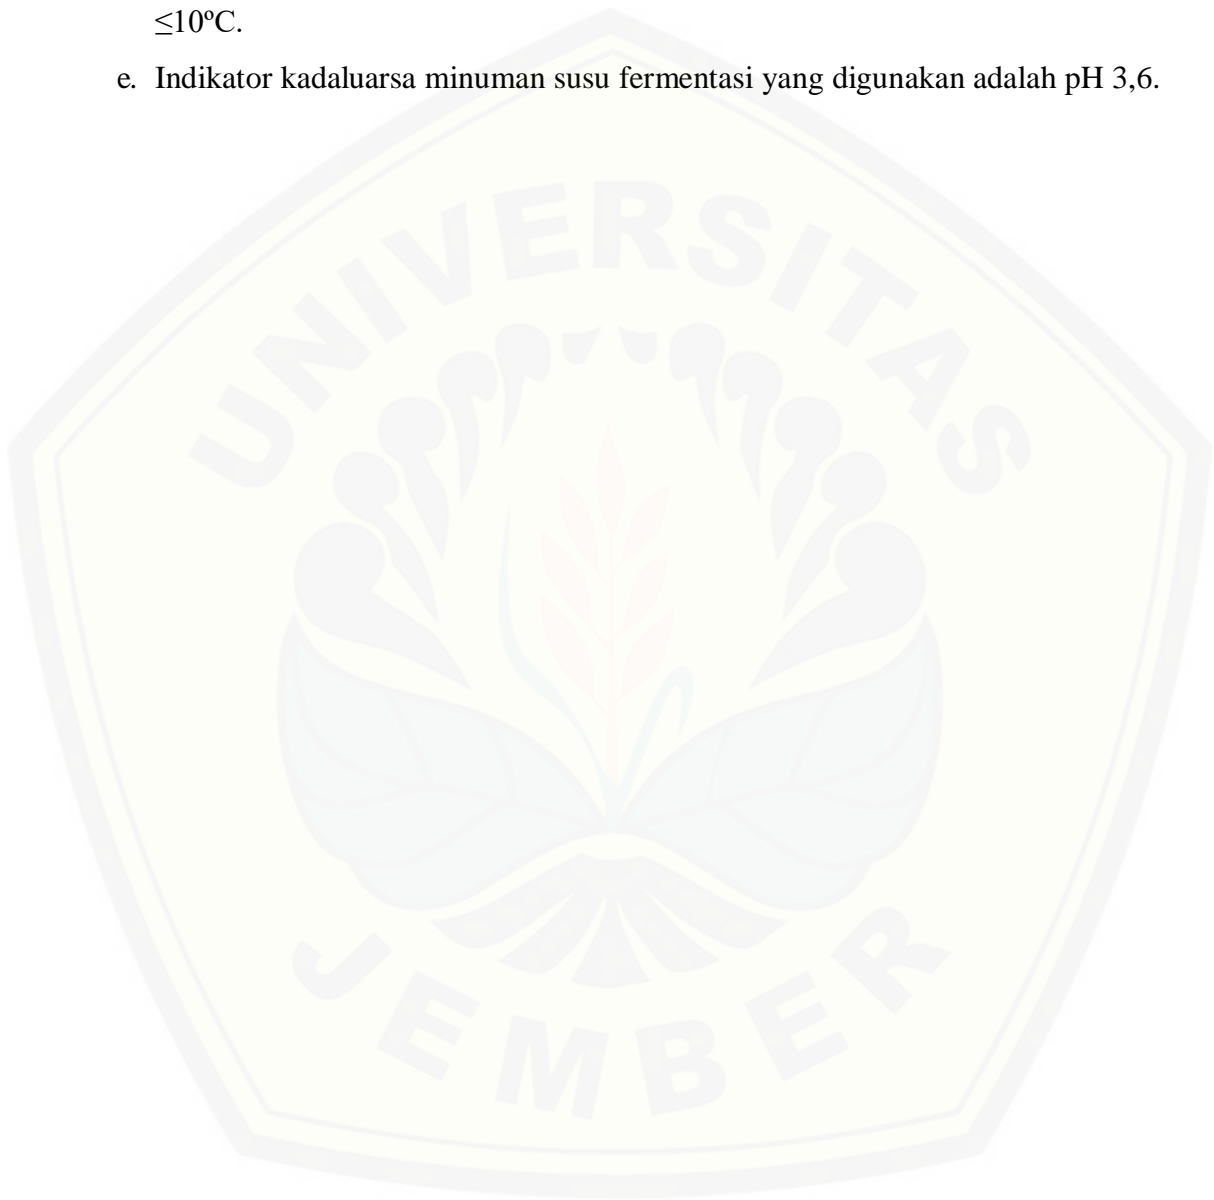 ≤10ºC.
e. Indikator kadaluarsa minuman susu fermentasi yang digunakan adalah pH 3,6.
UNIVERSITAS
JEMBER